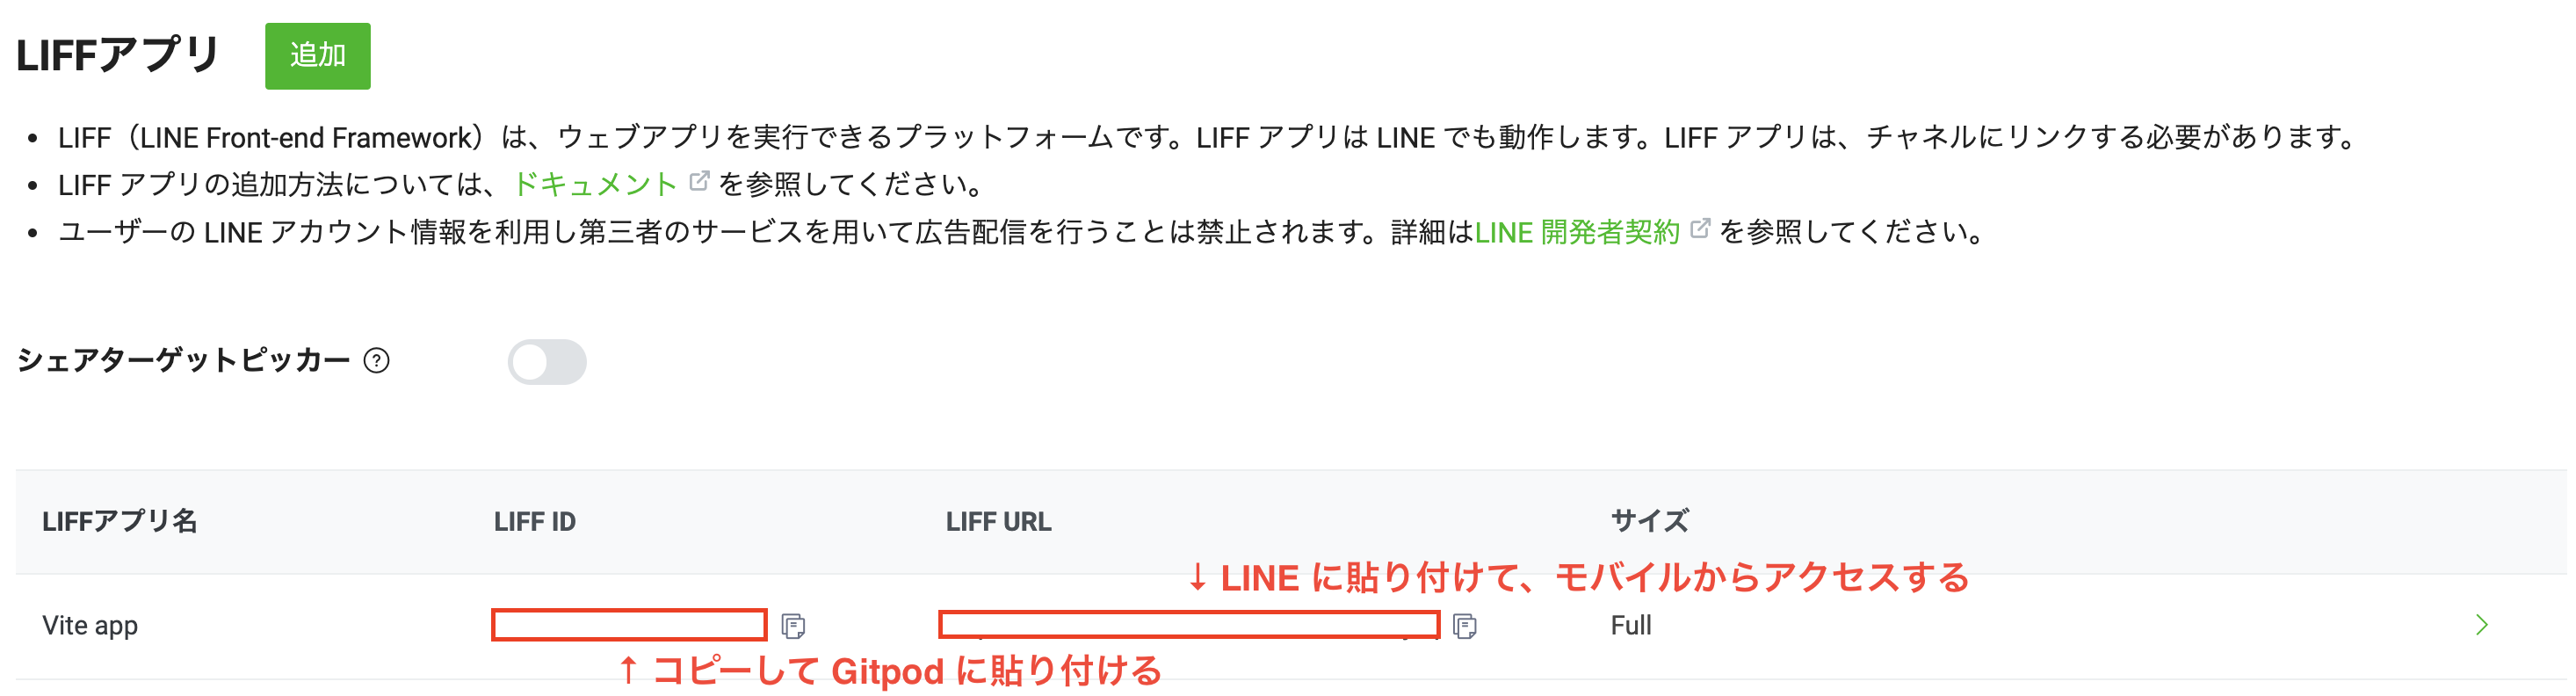 LIFFアプリ 追加
LIFF（LINE Front-end Framework）は、ウェブアプリを実行できるプラットフォームです。LIFF アプリは LINE でも動作します。LIFF アプリは、チャネルにリンクする必要があります。
LIFF アプリの追加方法については、ドキュメント を参照してください。
ユーザーの LINE アカウント情報を利用し第三者のサービスを用いて広告配信を行うことは禁止されます。詳細はLINE 開発者契約 を参照してください。
シェアターゲットピッカー ?
LIFFアプリ名 LIFF ID LIFF URL サイズ
↓ LINE に貼り付けて、モバイルからアクセスする
Vite app Full
↑ コピーして Gitpod に貼り付ける